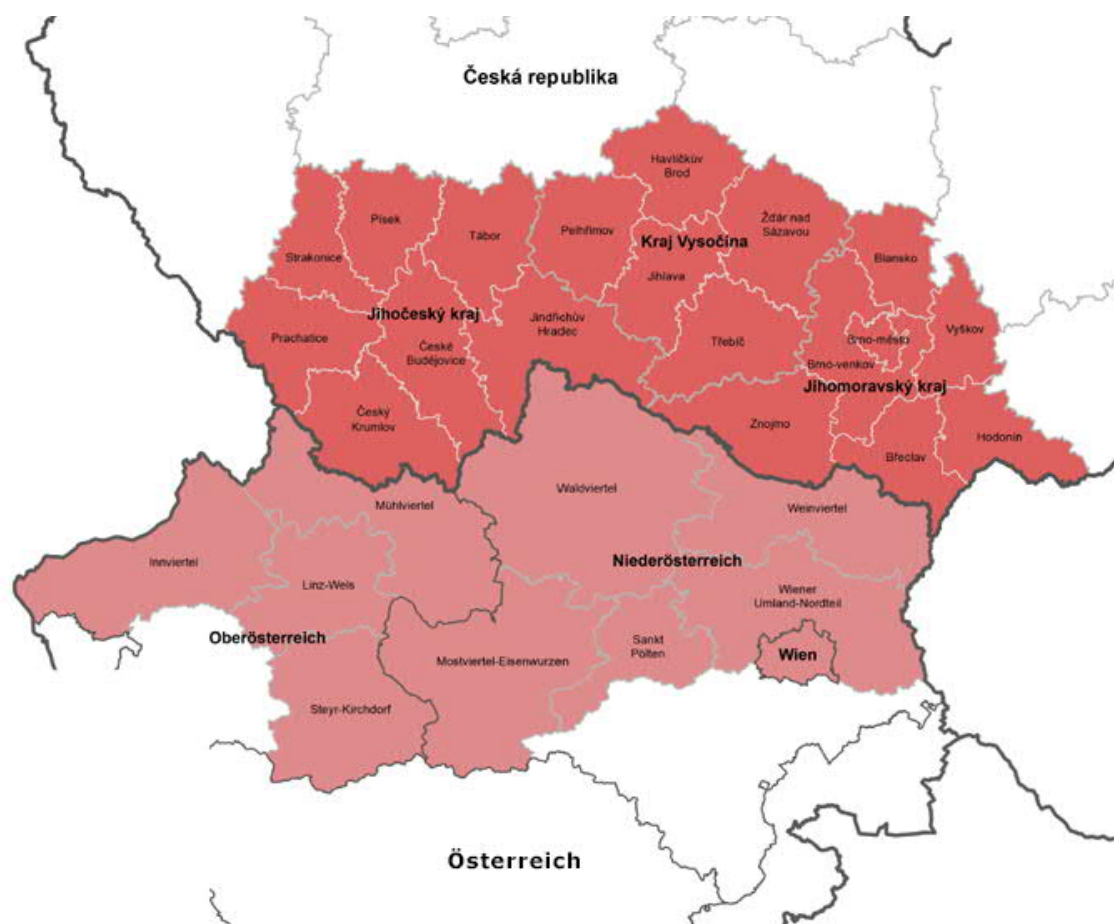 Česká republika
Havlíčkův
Brod
Písek
Tábor
Pelhřimov
Kraj Vysočina
Žďár nad
Sázavou
Strakonice
Jihlava
Blansko
Jihočeský kraj
Jindřichův
Hradec
Prachatice
České
Budějovice
Třebíč
Brno-město
Vyškov
Brno-venkov
Jihomoravský kraj
Český
Krumlov
Znojmo
Hodonín
Břeclav
Waldviertel
Mühlviertel
Weinviertel
Innviertel
Niederösterreich
Linz-Wels
Wiener
Umland-Nordteil
Oberösterreich
Sankt
Pölten
Wien
Mostviertel-Eisenwurzen
Steyr-Kirchdorf
Österreich